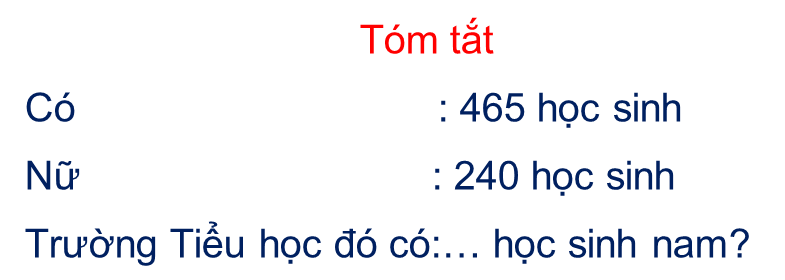 Tóm tắt
Có : 465 học sinh
Nữ : 240 học sinh
Trường Tiểu học đó có:… học sinh nam?